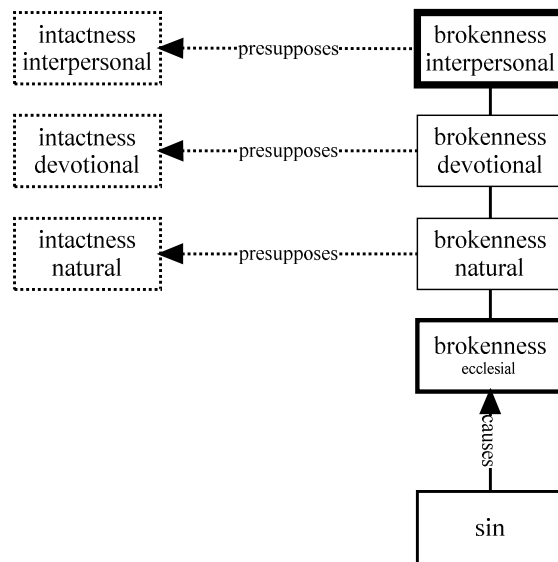 intactness
interpersonal
presupposes
brokenness
interpersonal
intactness
devotional
presupposes
brokenness
devotional
intactness
natural
presupposes
brokenness
natural
brokenness
ecclesial
causes
sin